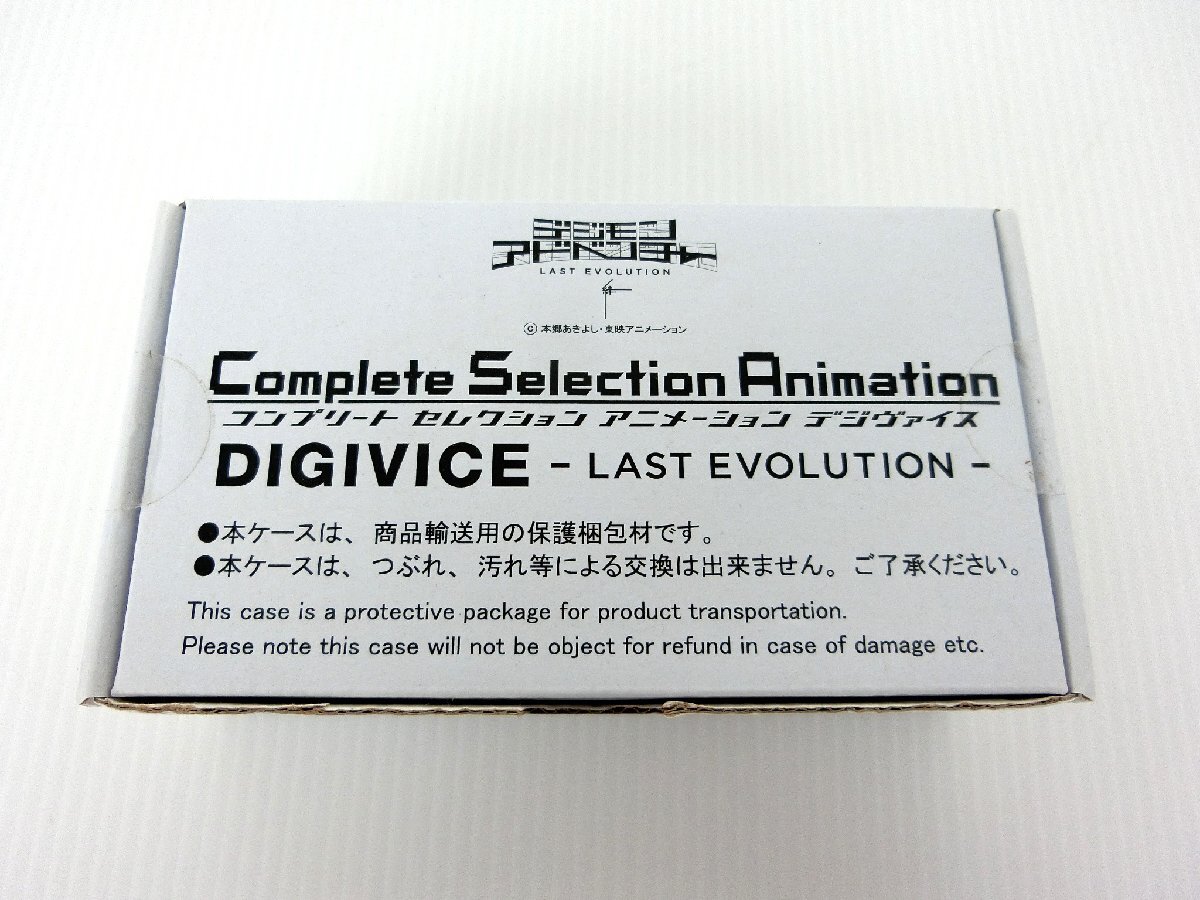 デジモン
アドベンチャー
LAST EVOLUTION
絆
© 本郷あきよし・東映アニメーション
Complete Selection Animation
コンプリート セレクション アニメーション デジヴァイス
DIGIVICE - LAST EVOLUTION -
●本ケースは、商品輸送用の保護梱包材です。
●本ケースは、つぶれ、汚れ等による交換は出来ません。ご了承ください。
This case is a protective package for product transportation.
Please note this case will not be object for refund in case of damage etc.